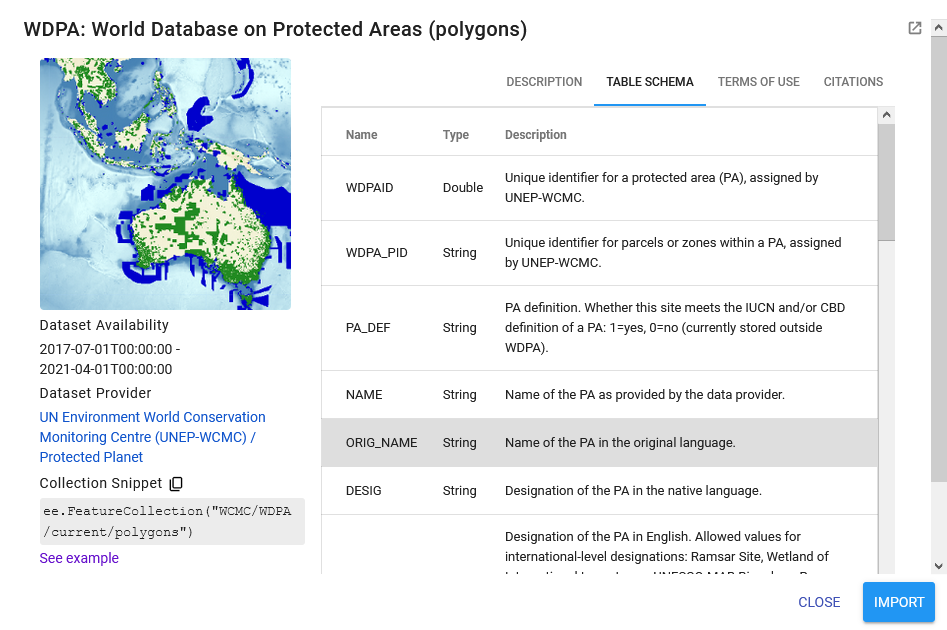 WDPA: World Database on Protected Areas (polygons)
DESCRIPTION
TABLE SCHEMA
TERMS OF USE
CITATIONS
Dataset Availability
2017-07-01T00:00:00 -
2021-04-01T00:00:00
Dataset Provider
UN Environment World Conservation
Monitoring Centre (UNEP-WCMC) /
Protected Planet
Collection Snippet
ee.FeatureCollection("WCMC/WDPA
/current/polygons")
See example
Name Type Description
WDPAID Double Unique identifier for a protected area (PA), assigned by
UNEP-WCMC.
WDPA_PID String Unique identifier for parcels or zones within a PA, assigned
by UNEP-WCMC.
PA_DEF String PA definition. Whether this site meets the IUCN and/or CBD
definition of a PA: 1=yes, 0=no (currently stored outside
WDPA).
NAME String Name of the PA as provided by the data provider.
ORIG_NAME String Name of the PA in the original language.
DESIG String Designation of the PA in the native language.
Designation of the PA in English. Allowed values for
international-level designations: Ramsar Site, Wetland of
CLOSE
IMPORT